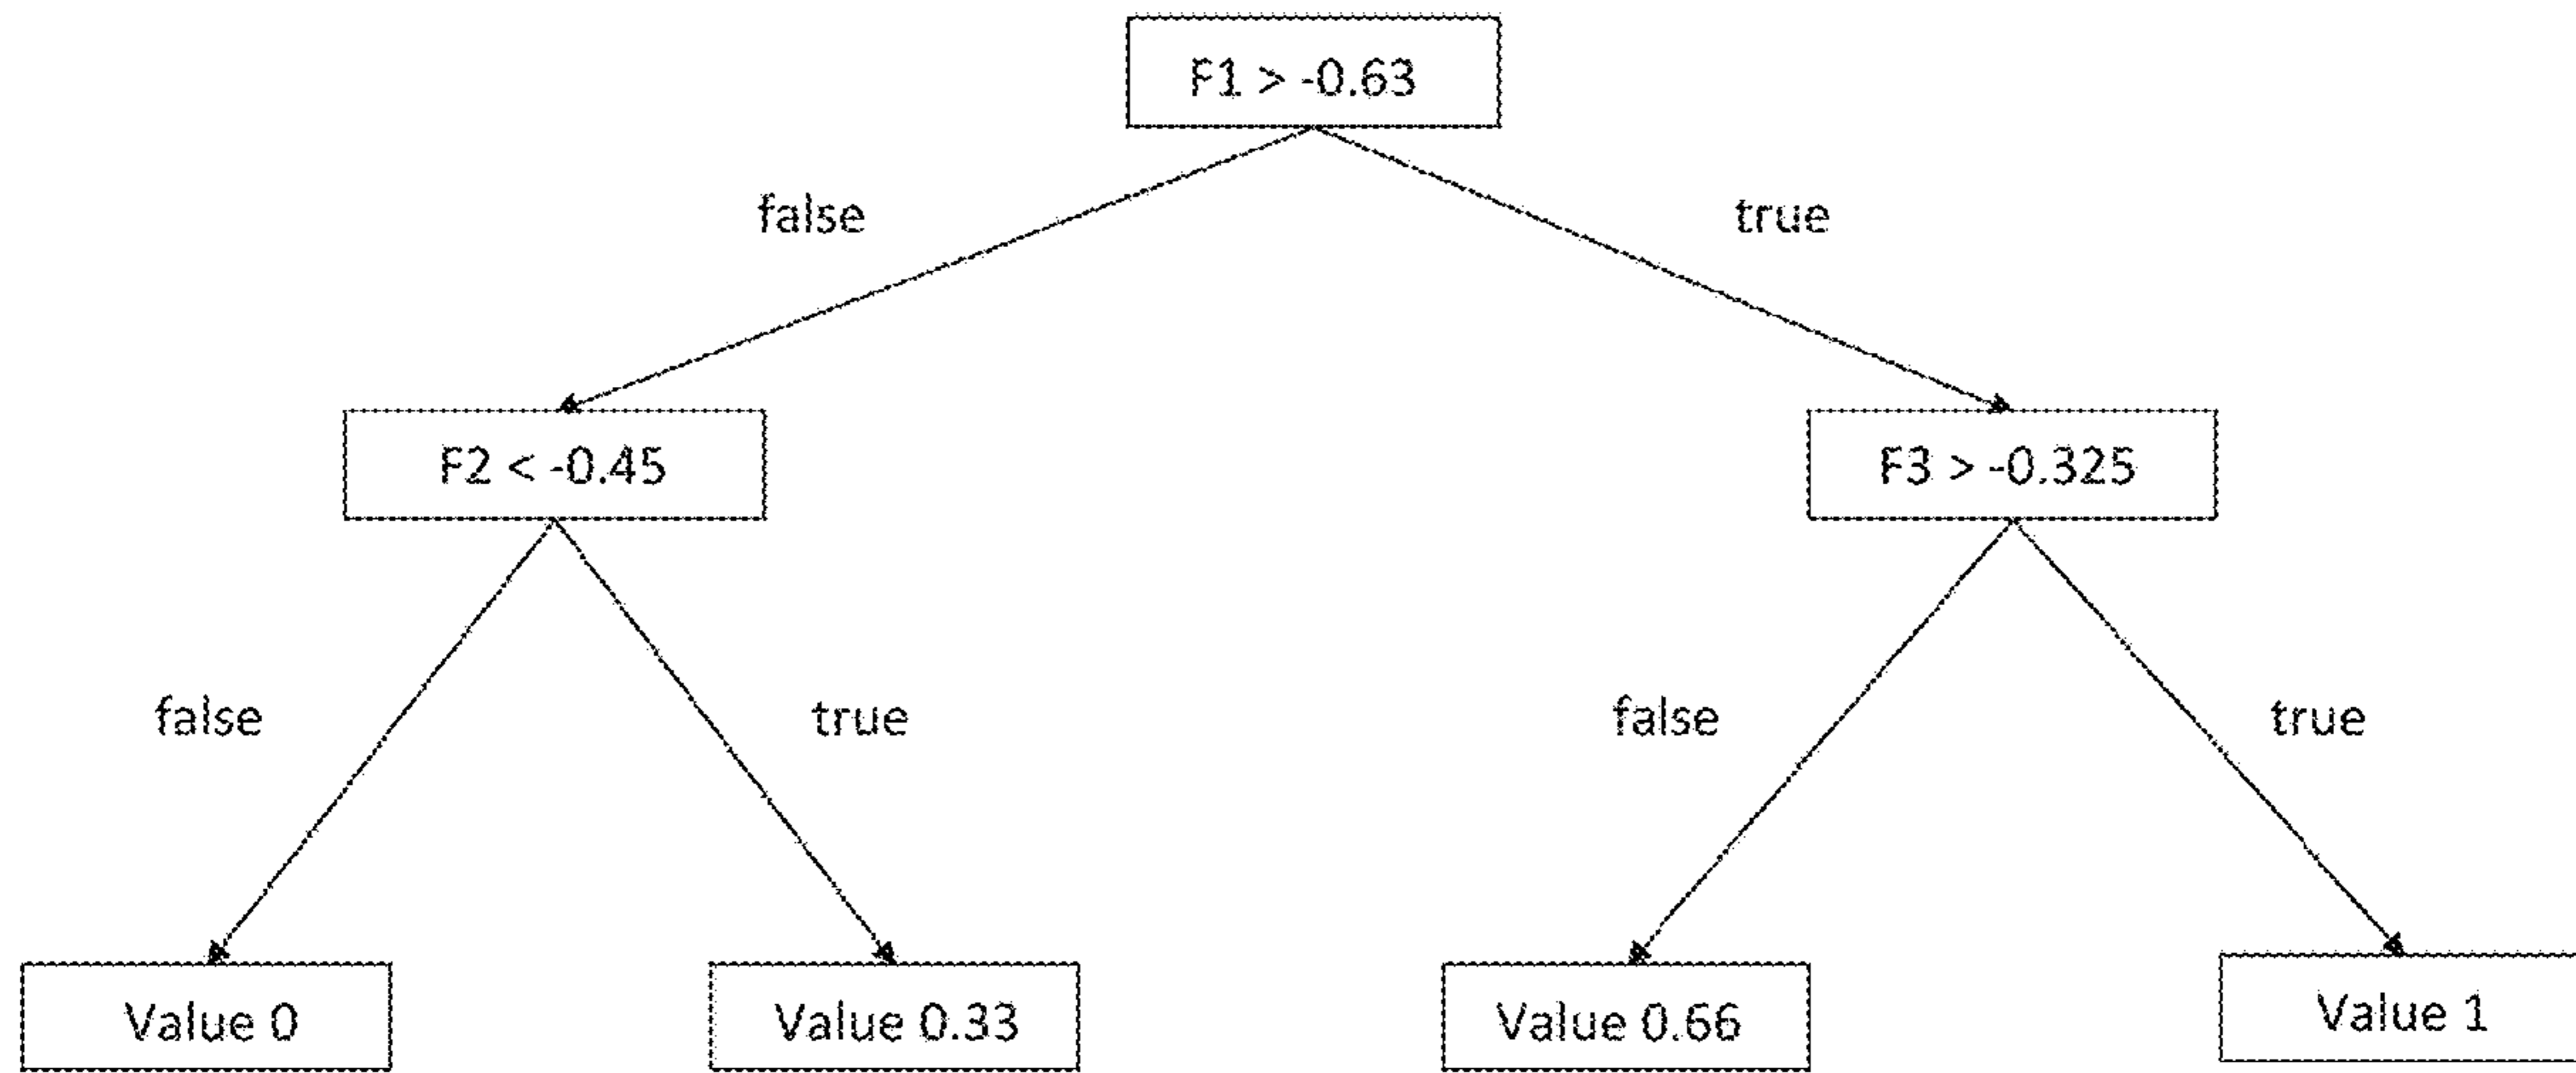 F1 > -0.63
false
true
F2 < -0.45
F3 > -0.325
false
true
false
true
Value 0
Value 0.33
Value 0.66
Value 1